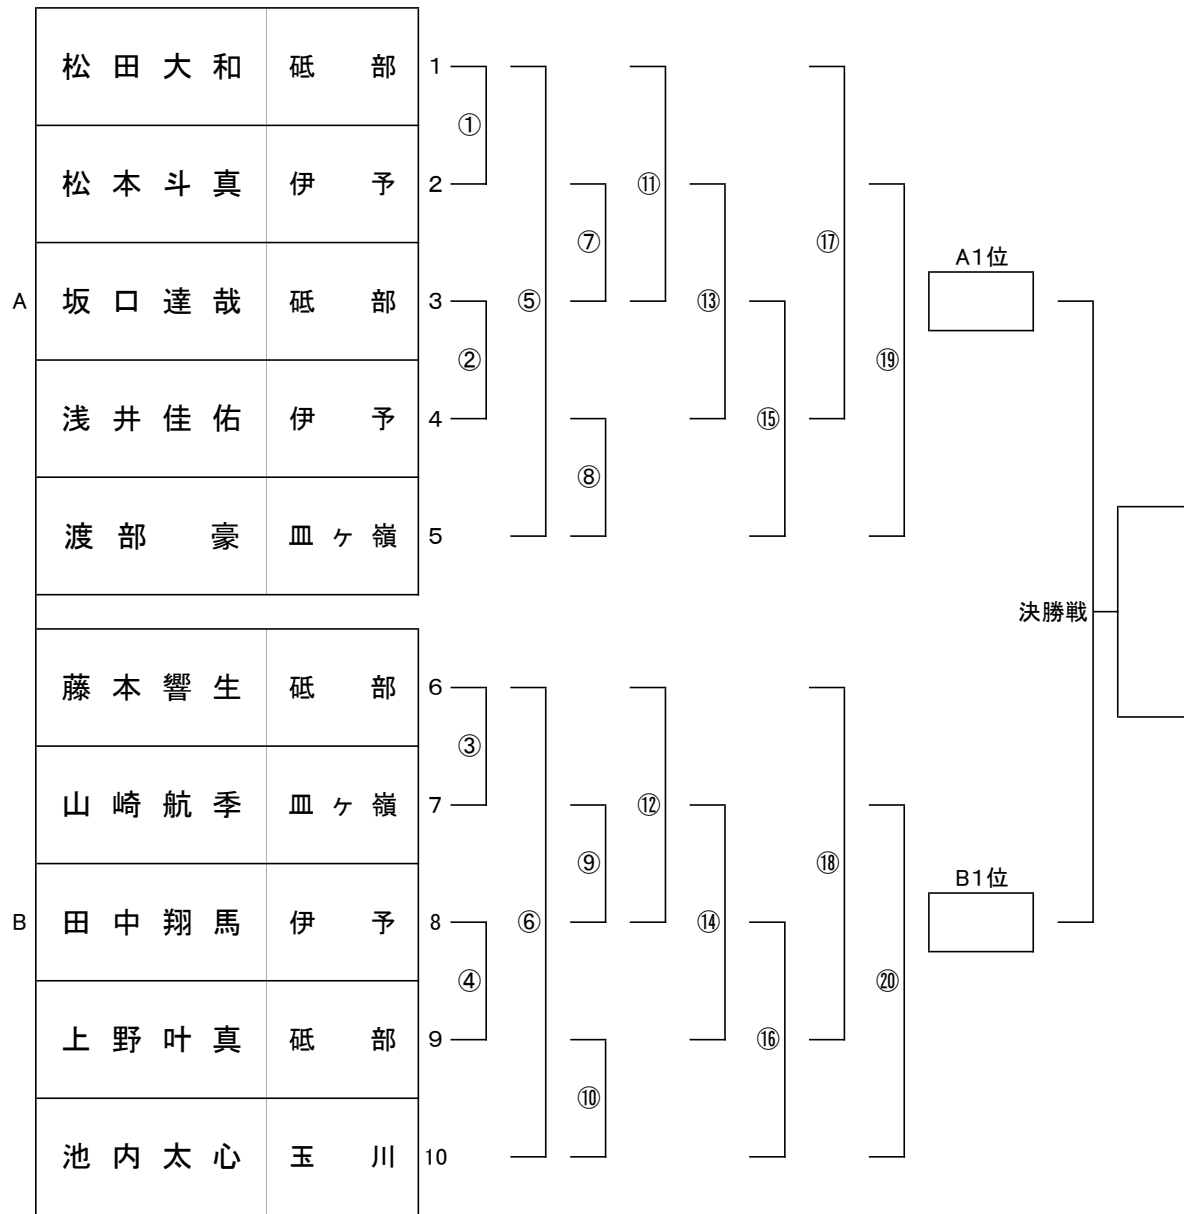 松田大和 砥部 1
①
松本斗真 伊予 2 ⑪
⑦ ⑰
A1位
A 坂口達哉 砥部 3 ⑤ ⑬
② ⑲
浅井佳佑 伊予 4 ⑮
⑧
渡部 豪 皿ヶ嶺 5
決勝戦
藤本響生 砥部 6
③
山崎航季 皿ヶ嶺 7 ⑫
⑨ ⑱
B1位
B 田中翔馬 伊予 8 ⑥ ⑭
④ ⑳
上野叶真 砥部 9 ⑯
⑩
池内太心 玉川 10